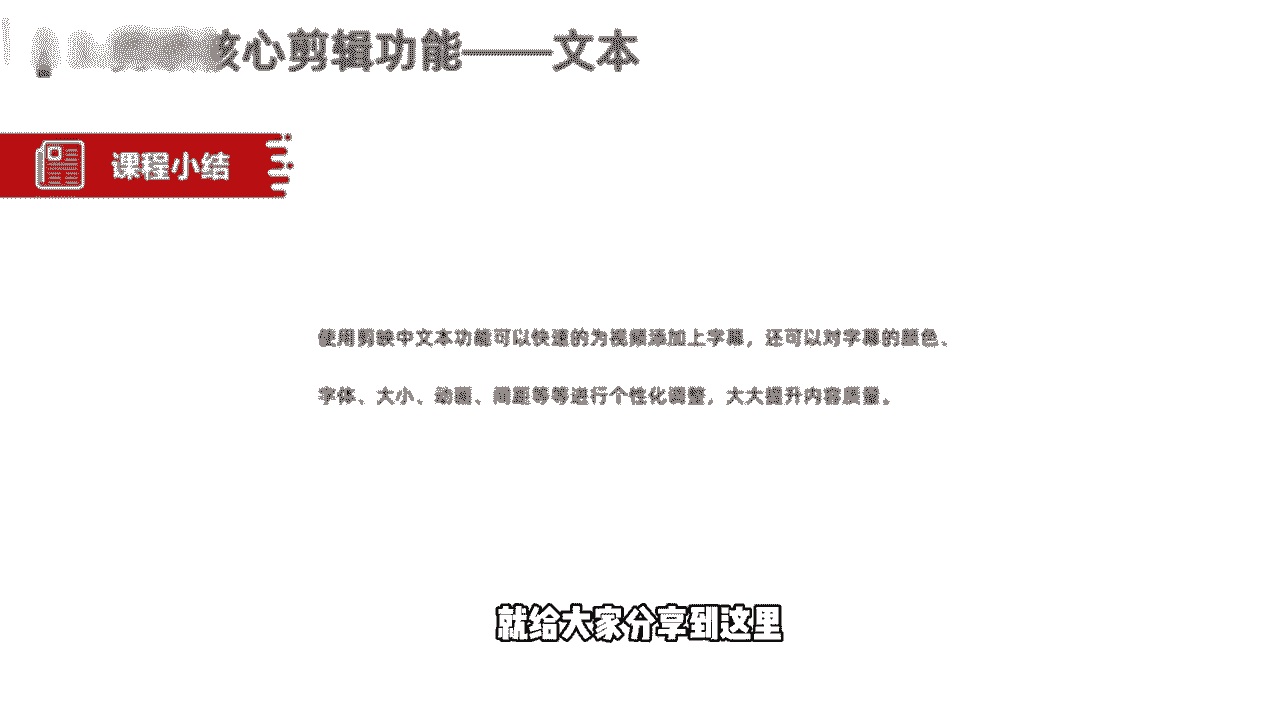 核心剪辑功能——文本
课程小结
使用剪映中文本功能可以快速的为视频添加上字幕，还可以对字幕的颜色、
字体、大小、动画、间距等等进行个性化调整，大大提升内容质量。
就给大家分享到这里